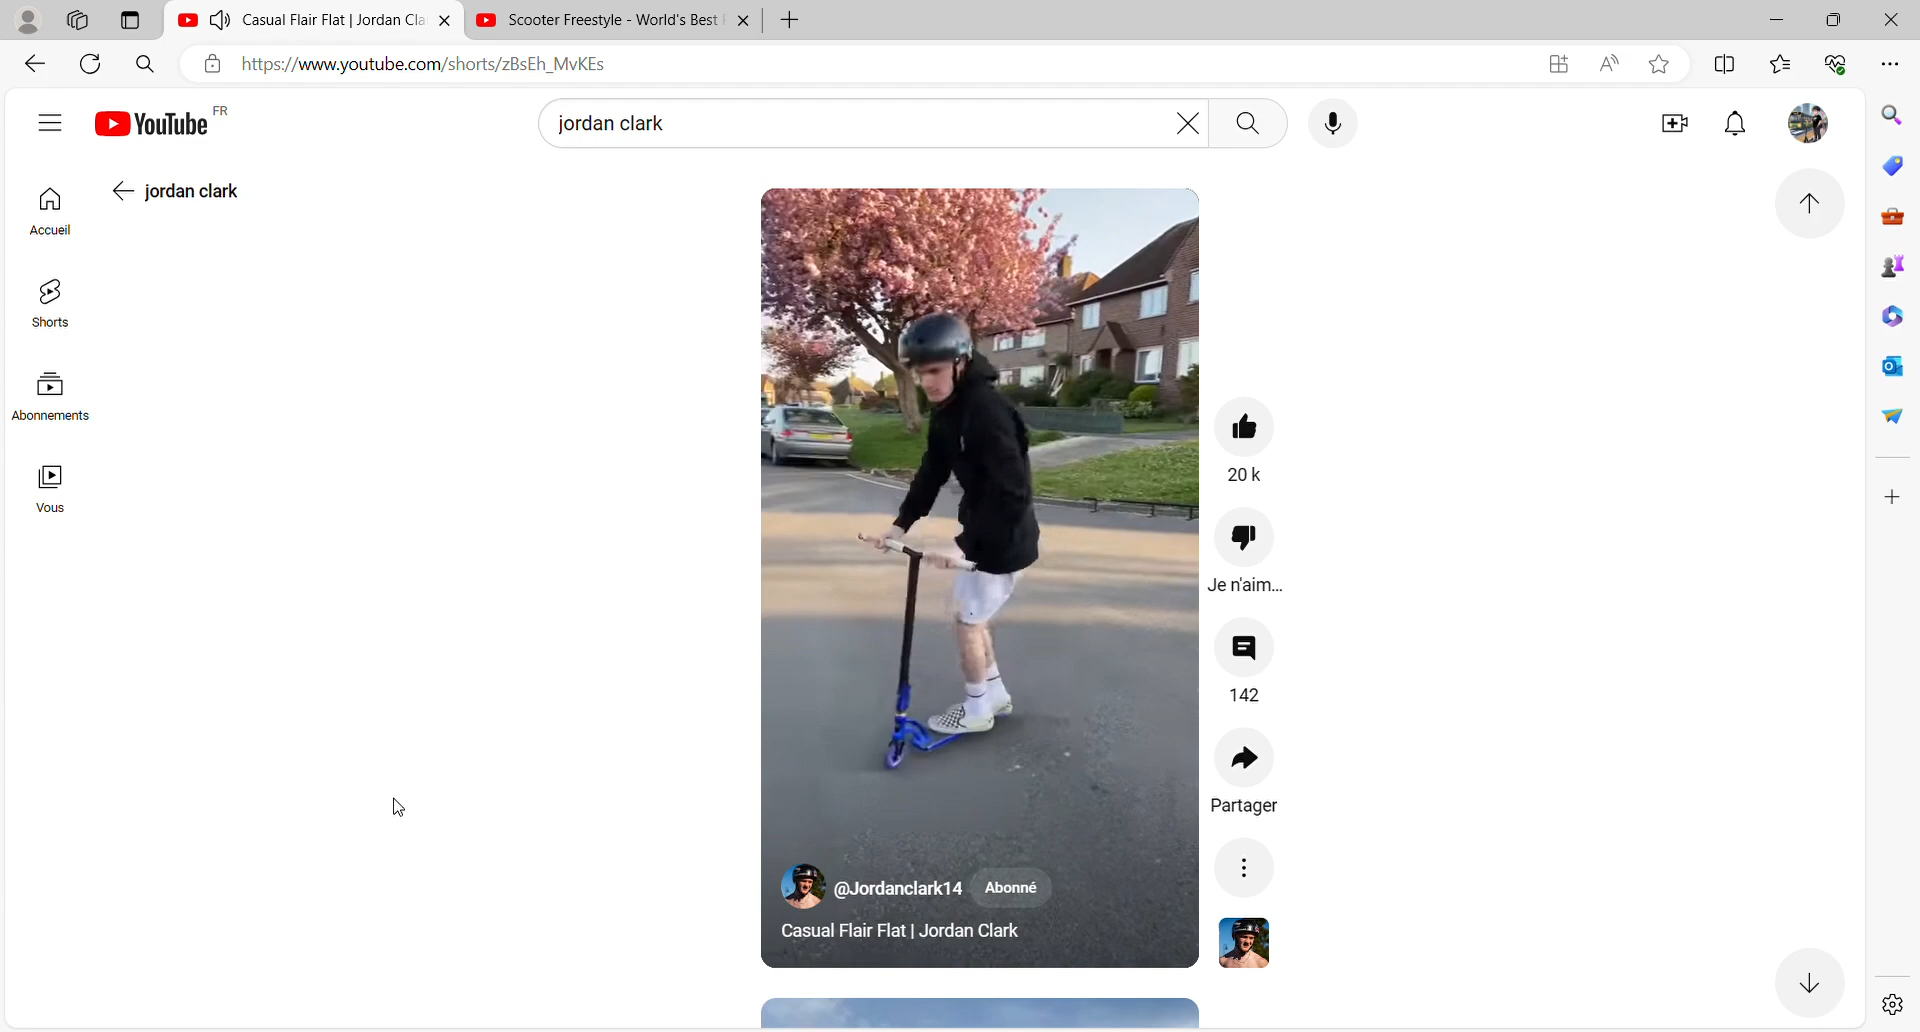 Casual Flair Flat | Jordan Cla
Scooter Freestyle - World's Best
https://www.youtube.com/shorts/zBsEh_MvKEs
YouTube FR
jordan clark
jordan clark
Accueil
Shorts
Abonnements
Vous
20 k
Je n'aim...
142
Partager
@Jordanclark14 Abonné
Casual Flair Flat | Jordan Clark